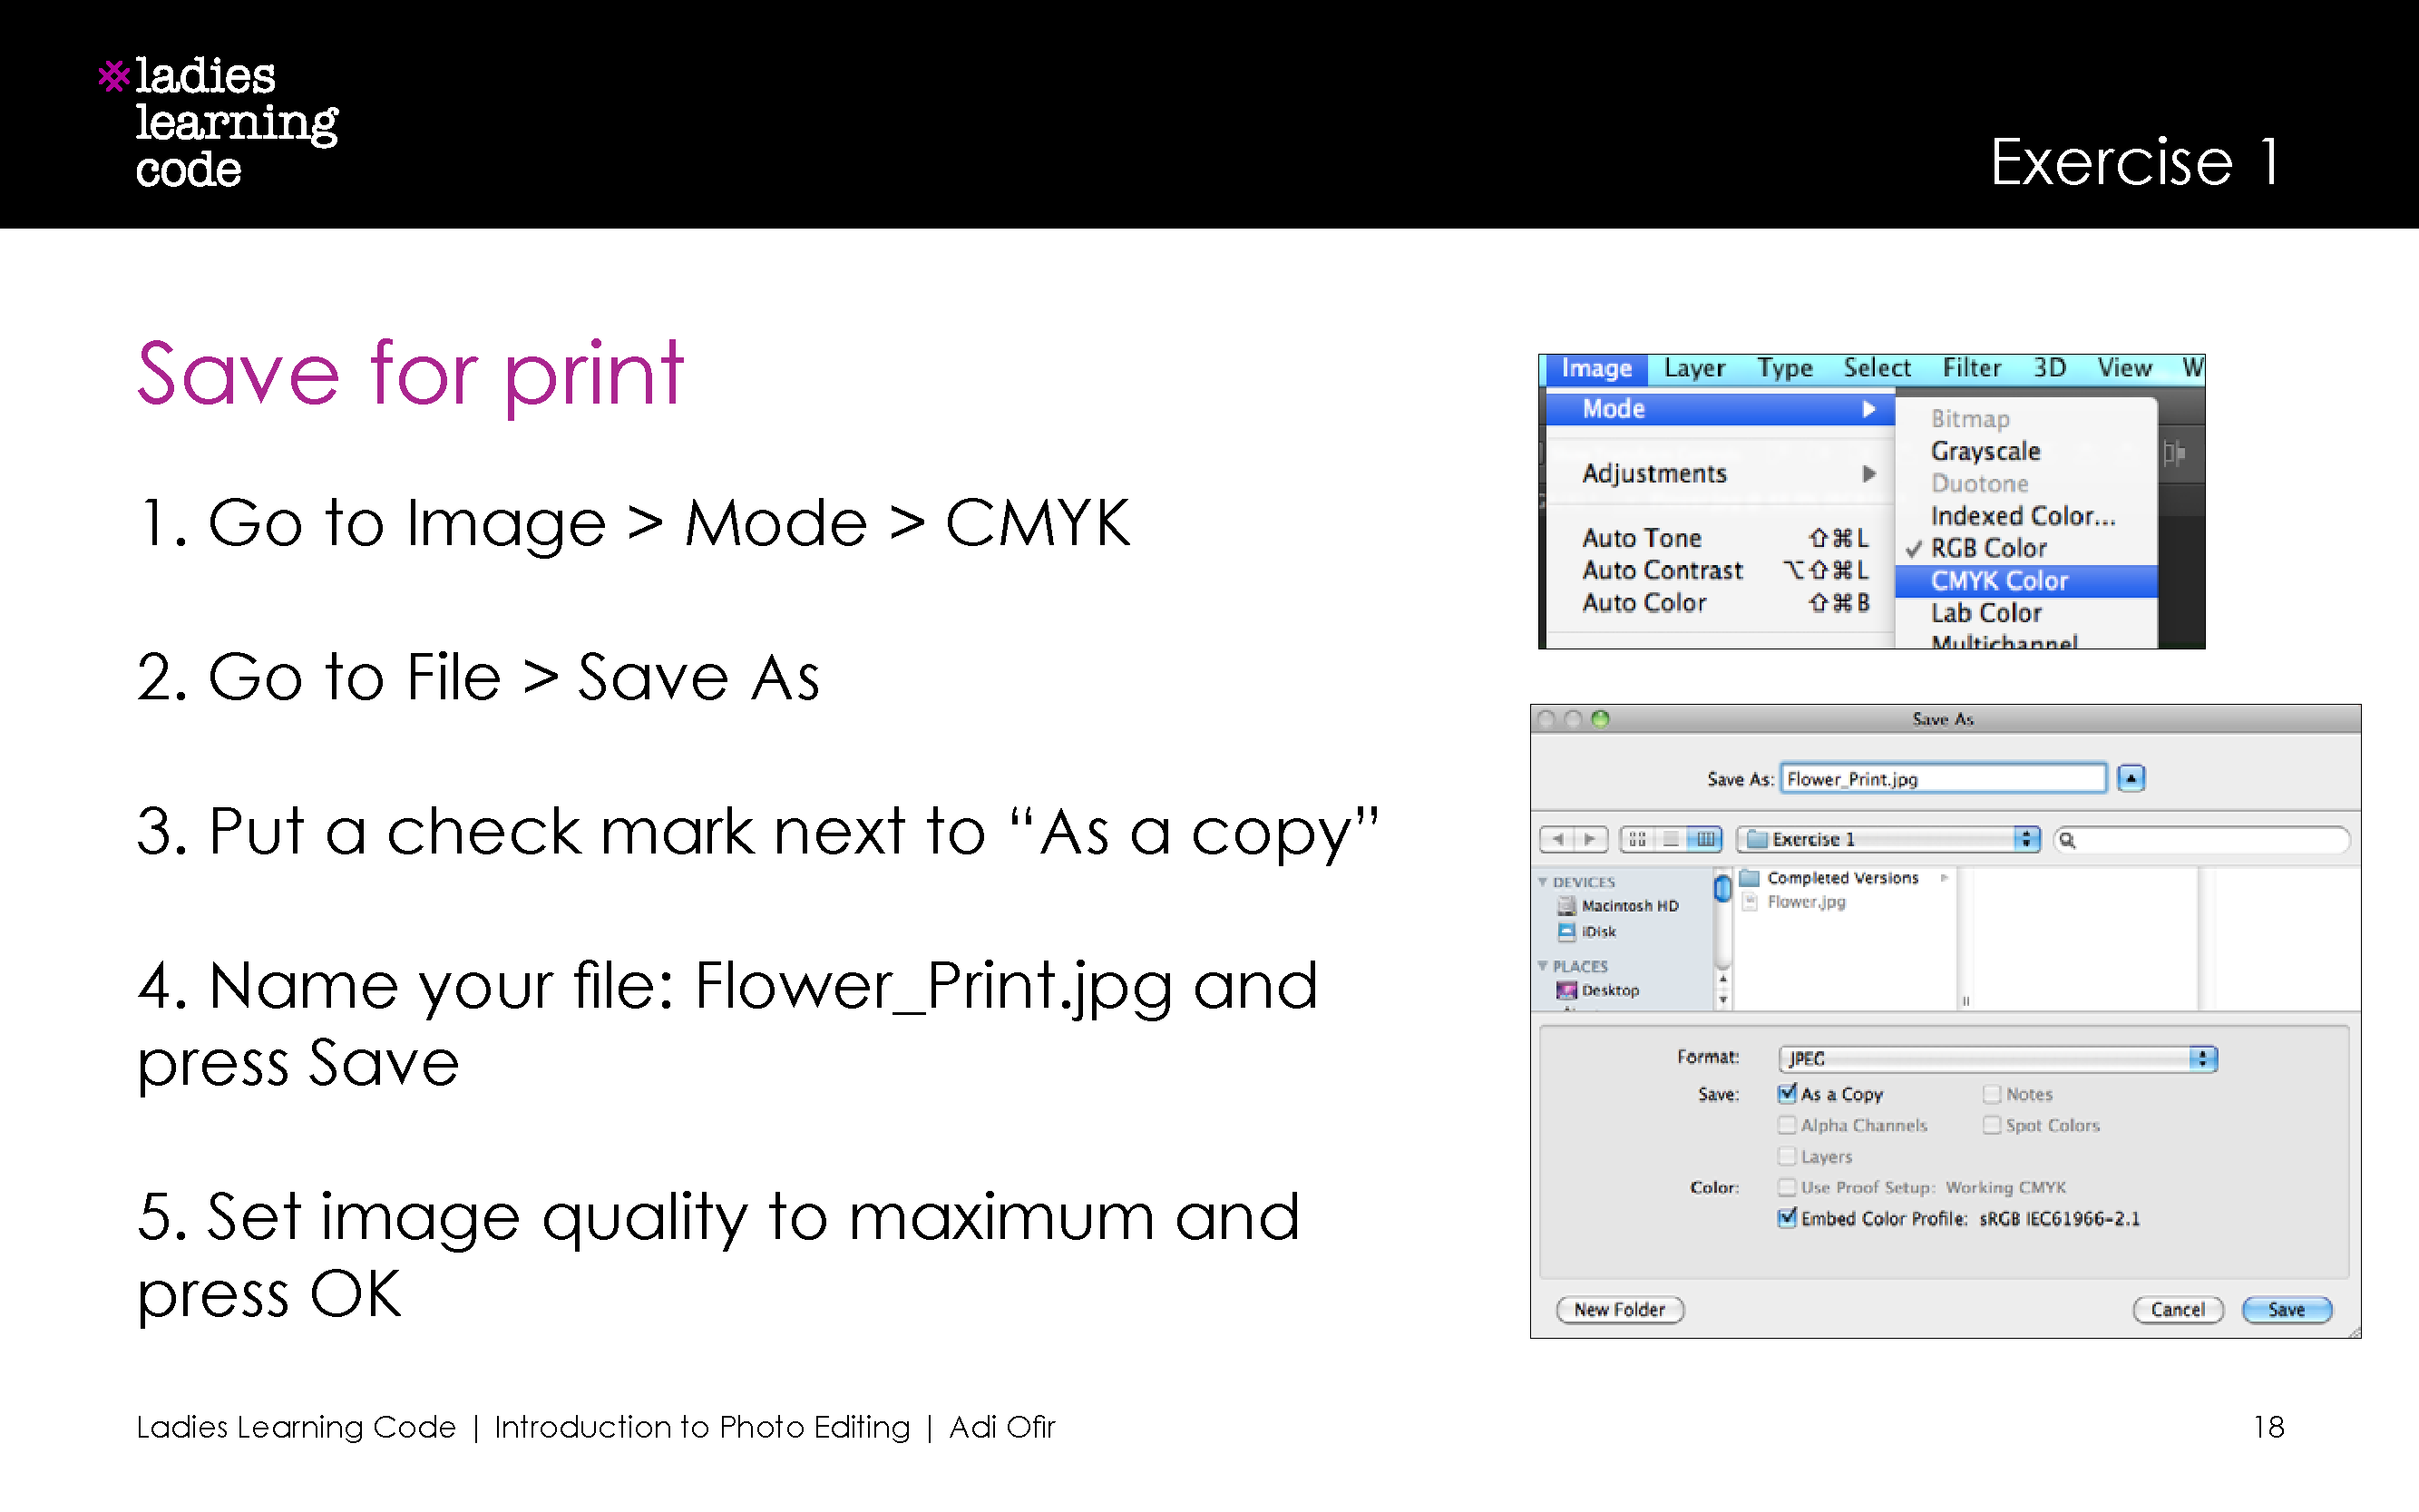 ladies
learning
code
Exercise 1
Save for print
1. Go to Image > Mode > CMYK
2. Go to File > Save As
3. Put a check mark next to “As a copy”
4. Name your file: Flower_Print.jpg and
press Save
5. Set image quality to maximum and
press OK
Image Layer Type Select Filter 3D View W
Mode
Adjustments
Auto Tone ⇧⌘L
Auto Contrast ⌥⇧⌘L
Auto Color ⇧⌘B
Bitmap
Grayscale
Duotone
Indexed Color...
✓ RGB Color
CMYK Color
Lab Color
Multichannel
Save As
Save As: Flower_Print.jpg
Exercise 1
DEVICES
Macintosh HD
iDisk
PLACES
Desktop
Completed Versions
Flower.jpg
Format: JPEG
Save: As a Copy Notes
Alpha Channels Spot Colors
Layers
Color: Use Proof Setup: Working CMYK
Embed Color Profile: sRGB IEC61966-2.1
New Folder Cancel Save
Ladies Learning Code | Introduction to Photo Editing | Adi Ofir 18